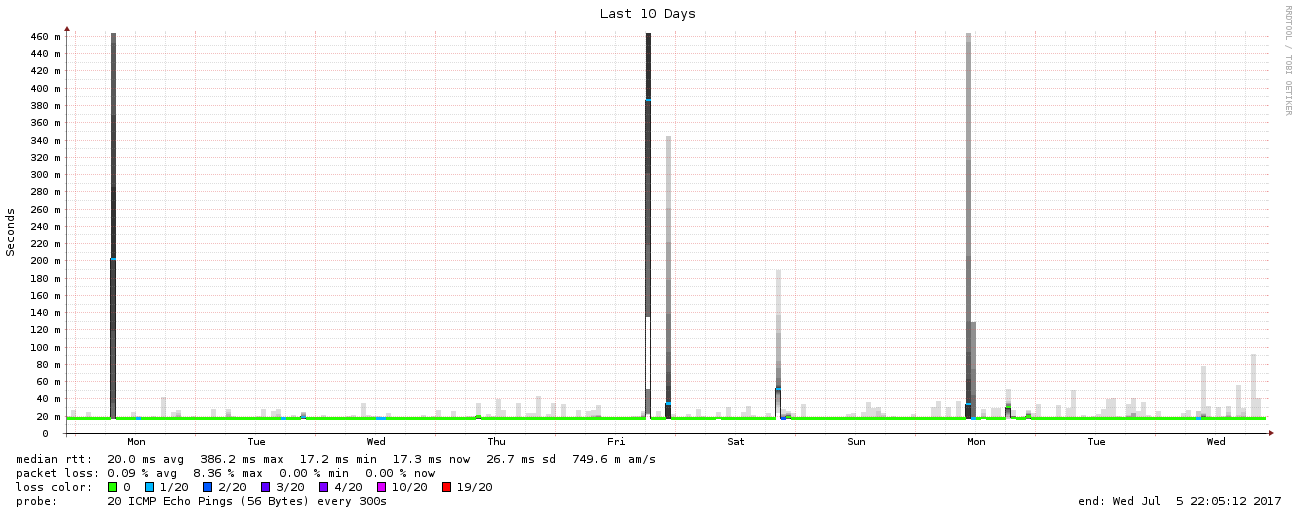 Last 10 Days
RRDTOOL / TOBI OETIKER
Seconds
460 m
440 m
420 m
400 m
380 m
360 m
340 m
320 m
300 m
280 m
260 m
240 m
220 m
200 m
180 m
160 m
140 m
120 m
100 m
80 m
60 m
40 m
20 m
0
Mon Tue Wed Thu Fri Sat Sun Mon Tue Wed
median rtt: 20.0 ms avg 386.2 ms max 17.2 ms min 17.3 ms now 26.7 ms sd 749.6 m am/s
packet loss: 0.09 % avg 8.36 % max 0.00 % min 0.00 % now
loss color: 0 1/20 2/20 3/20 4/20 10/20 19/20
probe: 20 ICMP Echo Pings (56 Bytes) every 300s end: Wed Jul 5 22:05:12 2017